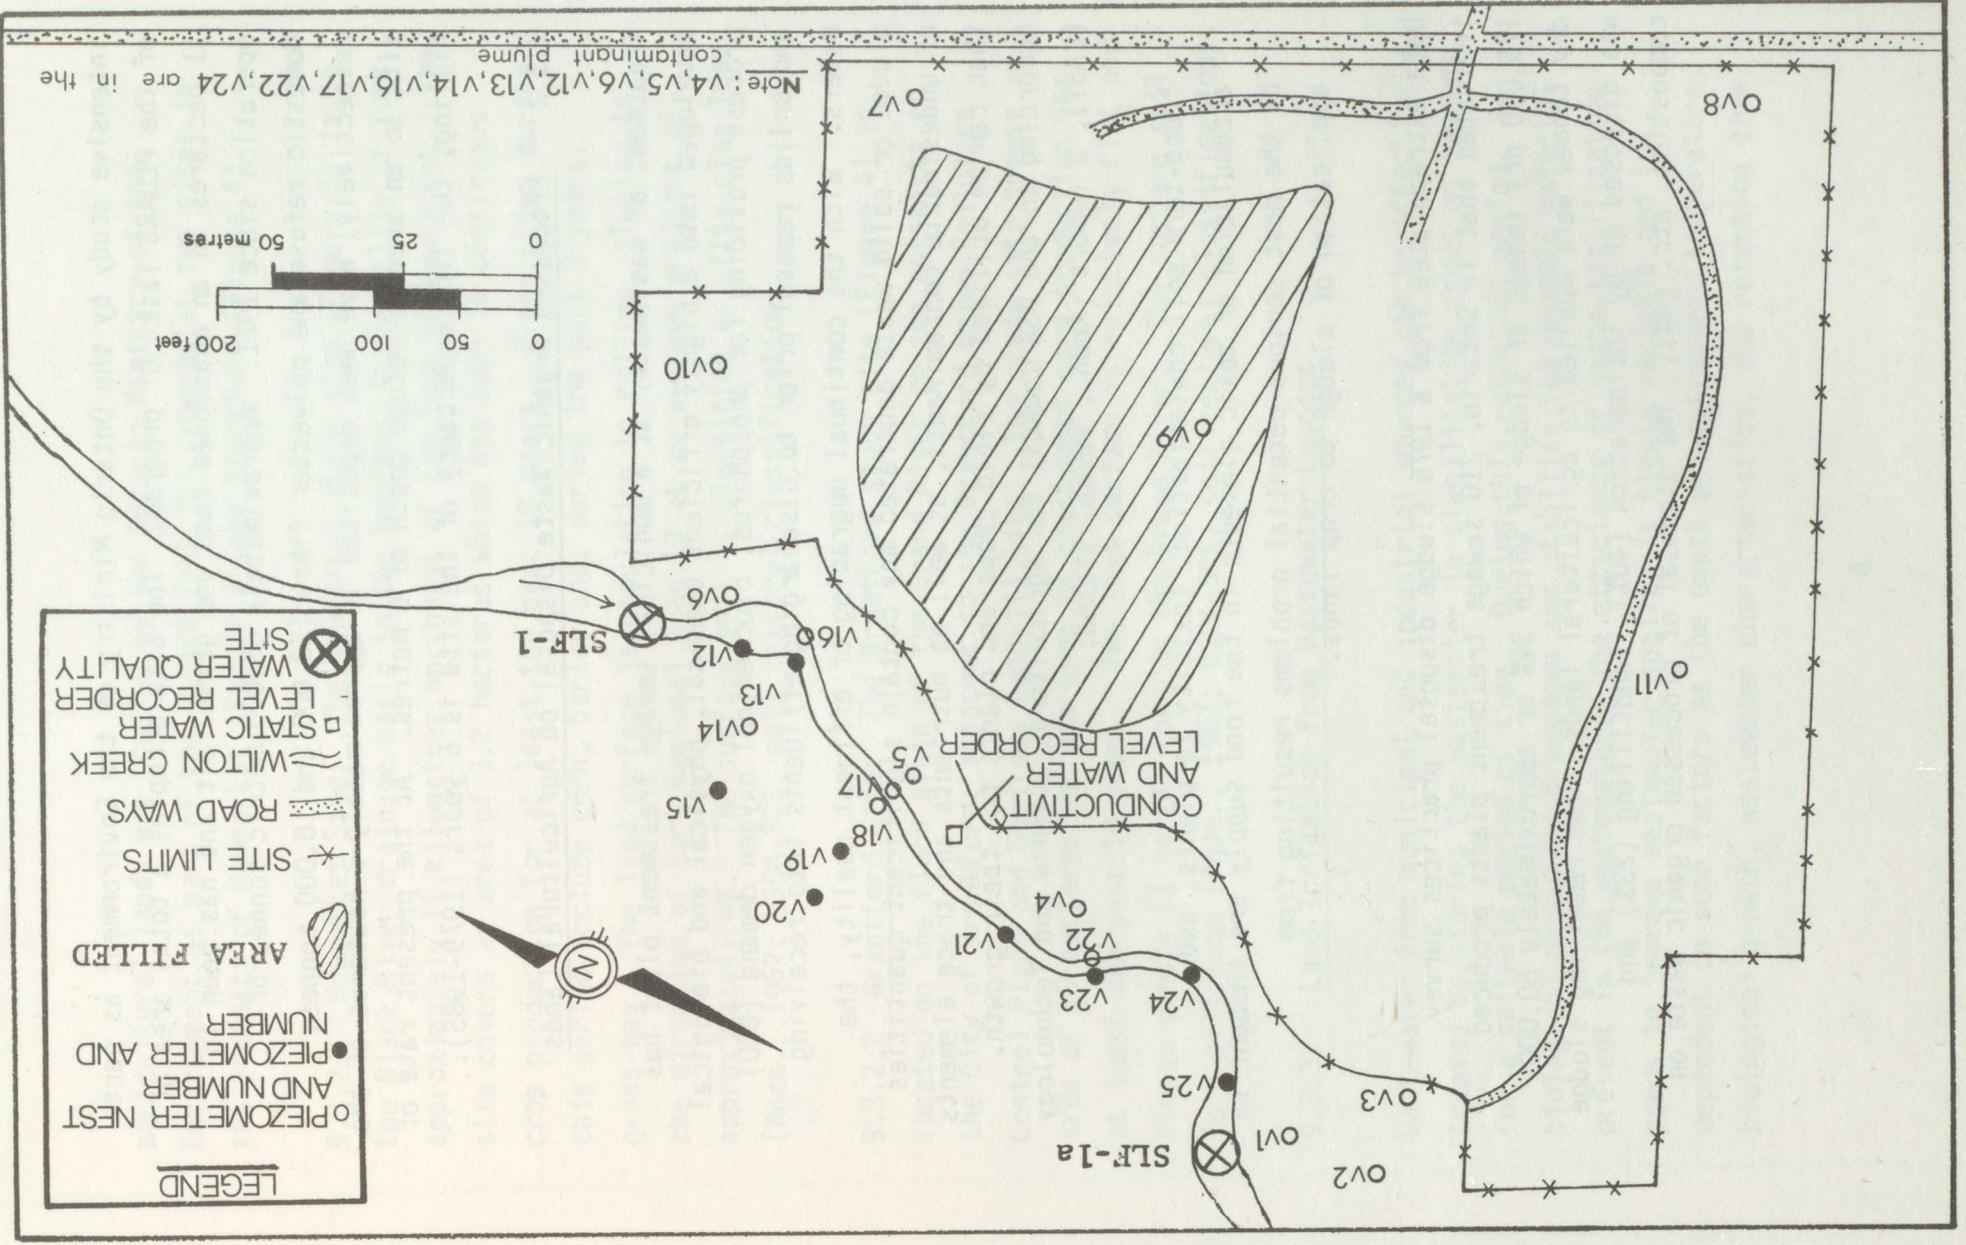 LEGEND
PIEZOMETER NEST
AND NUMBER
PIEZOMETER AND
NUMBER
AREA FILLED
SITE LIMITS
ROAD WAYS
WILTON CREEK
STATIC WATER
LEVEL RECORDER
WATER QUALITY
SITE
N
v1
v2
v3
SLF-1a
v25
v24
v23
v22
v4
v21
v20
v19
v18
v17
v5
CONDUCTIVITY
AND WATER
LEVEL RECORDER
v15
v14
v13
v12
v16
v6
SLF-1
v11
v9
v10
v8
v7
0 50 100 200 feet
0 25 50 metres
Note: v4,v5,v6,v12,v13,v14,v16,v17,v22,v24 are in the
contaminant plume